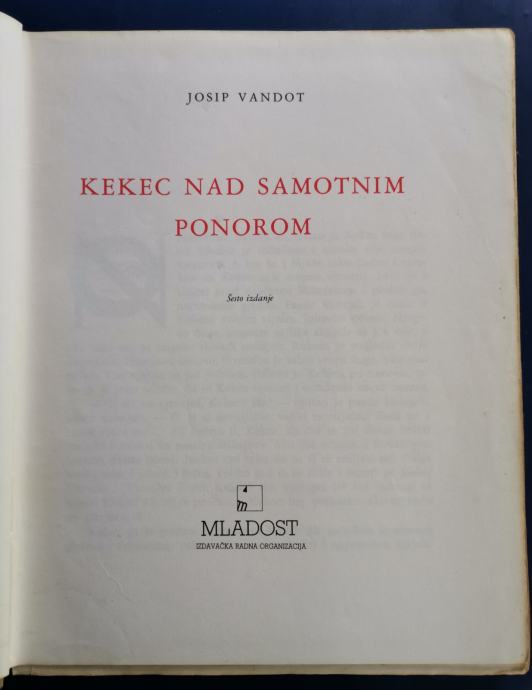 JOSIP VANDOT
KEKEC NAD SAMOTNIM
PONOROM
Šesto izdanje
m
MLADOST
IZDAVAČKA RADNA ORGANIZACIJA